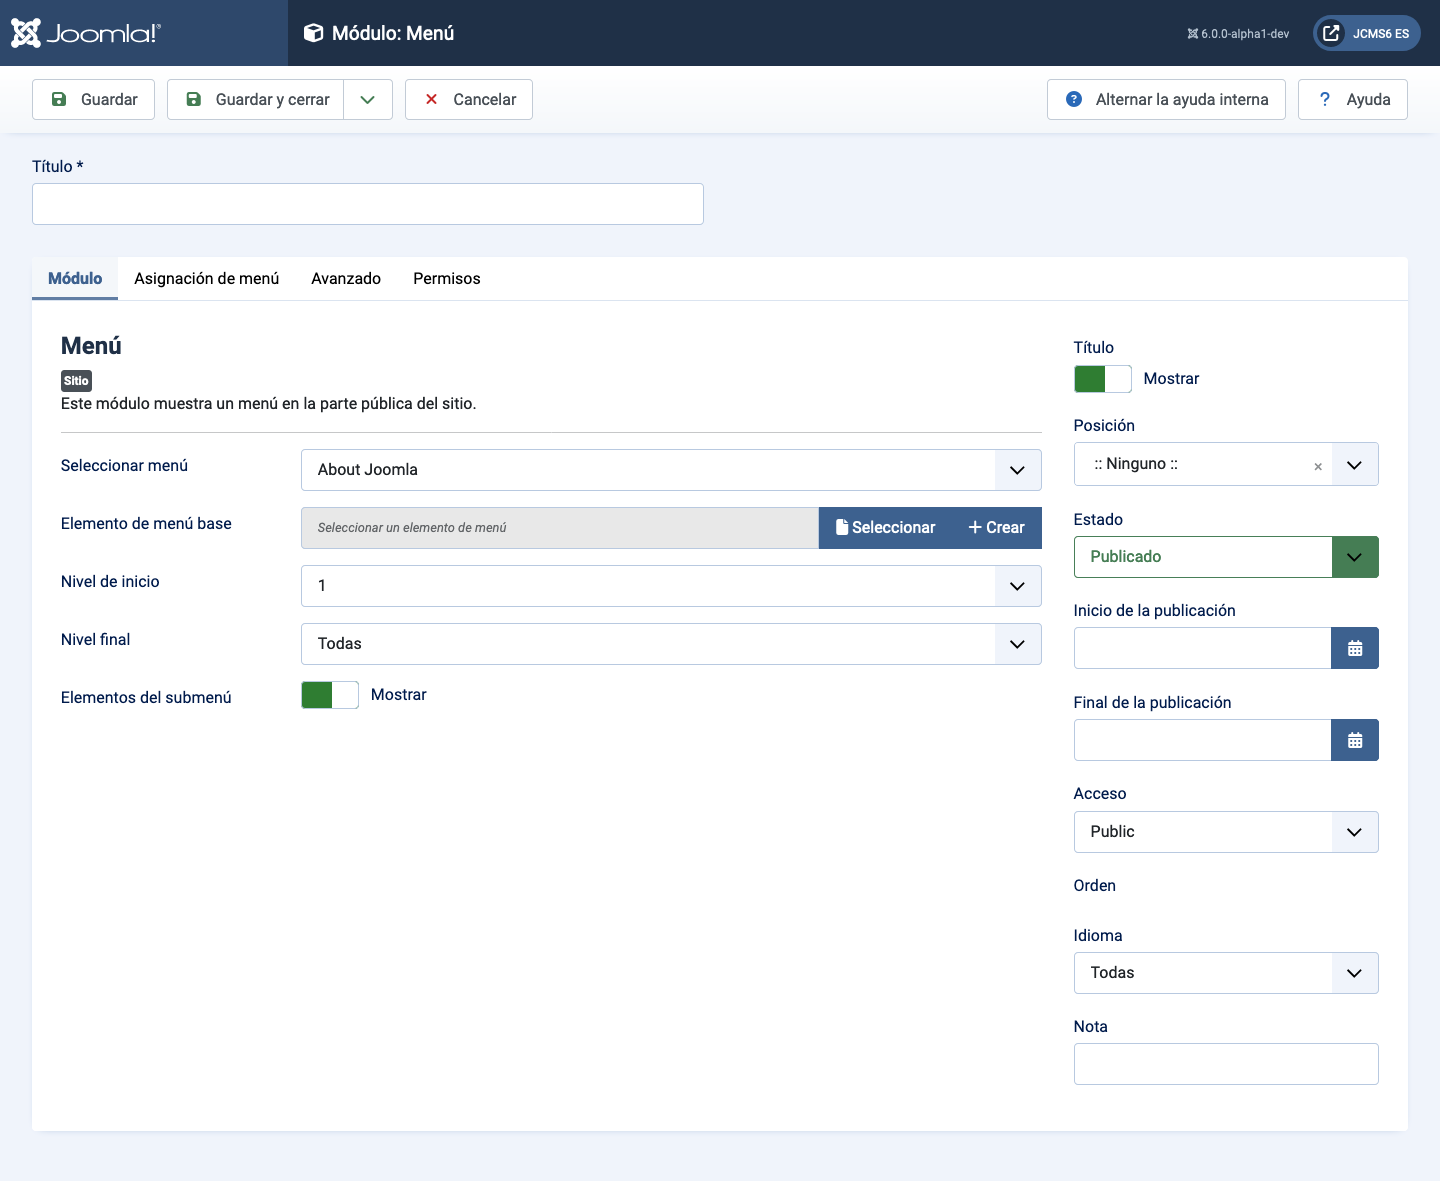 Joomla!®
Módulo: Menú
6.0.0-alpha1-dev
JCMS6 ES
Guardar
Guardar y cerrar
Cancelar
Alternar la ayuda interna
Ayuda
Título *
Módulo
Asignación de menú
Avanzado
Permisos
Menú
Sitio
Este módulo muestra un menú en la parte pública del sitio.
Seleccionar menú
About Joomla
Elemento de menú base
Seleccionar un elemento de menú
Seleccionar
Crear
Nivel de inicio
1
Nivel final
Todas
Elementos del submenú
Mostrar
Título
Mostrar
Posición
:: Ninguno ::
Estado
Publicado
Inicio de la publicación
Final de la publicación
Acceso
Public
Orden
Idioma
Todas
Nota